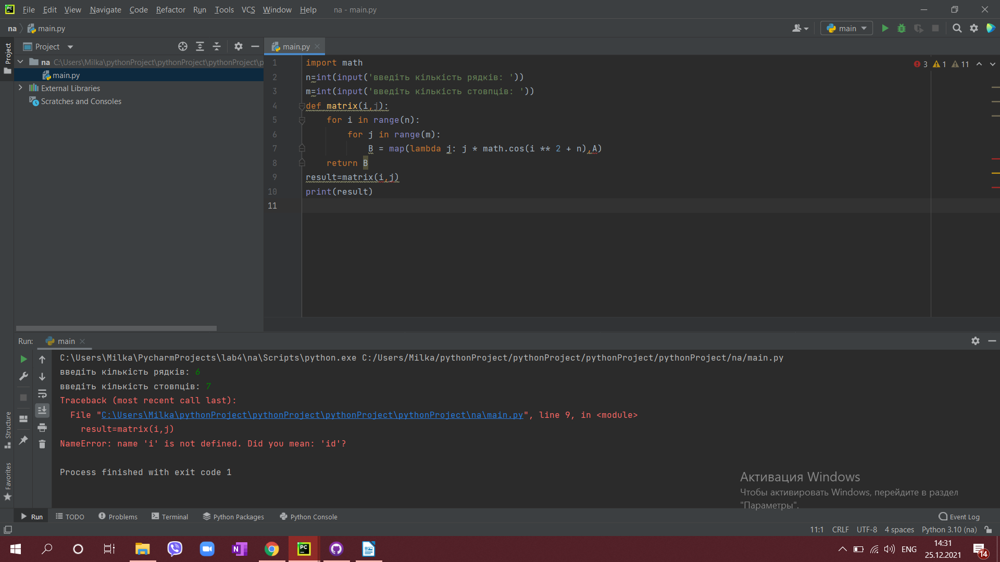 File Edit View Navigate Code Refactor Run Tools VCS Window Help na - main.py
na main.py main
Project main.py
na C:\Users\Milka\pythonProject\pythonProject\pythonProject\p
main.py
External Libraries
Scratches and Consoles
Project
Structure
Favorites
3 1 11
1 import math
2 n=int(input('введіть кількість рядків: '))
3 m=int(input('введіть кількість стовпців: '))
4 def matrix(i,j):
5 for i in range(n):
6 for j in range(m):
7 B = map(lambda j: j * math.cos(i ** 2 + n),A)
8 return B
9 result=matrix(i,j)
10 print(result)
11
Run: main
C:\Users\Milka\PycharmProjects\lab4\na\Scripts\python.exe C:/Users/Milka/pythonProject/pythonProject/pythonProject/pythonProject/na/main.py
введіть кількість рядків: 6
введіть кількість стовпців: 7
Traceback (most recent call last):
File "C:\Users\Milka\pythonProject\pythonProject\pythonProject\pythonProject\na\main.py", line 9, in <module>
result=matrix(i,j)
NameError: name 'i' is not defined. Did you mean: 'id'?
Process finished with exit code 1
Активация Windows
Чтобы активировать Windows, перейдите в раздел
"Параметры".
Run TODO Problems Terminal Python Packages Python Console Event Log
11:1 CRLF UTF-8 4 spaces Python 3.10 (na)
ENG 14:31
25.12.2021 14